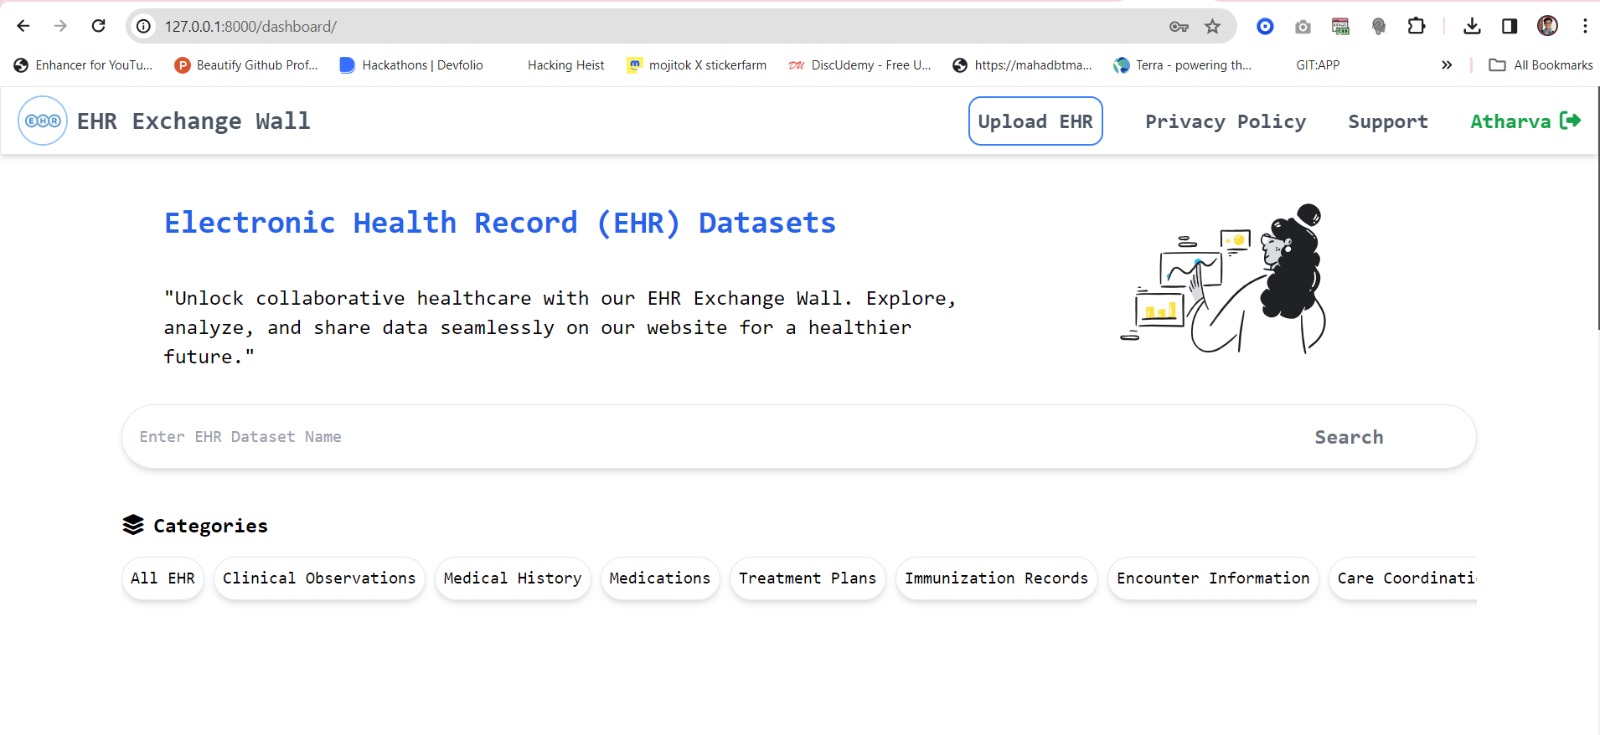 127.0.0.1:8000/dashboard/
Enhancer for YouTu... Beautify Github Prof... Hackathons | Devfolio Hacking Heist mojitok X stickerfarm DiscUdemy - Free U... https://mahadbtma... Terra - powering th... GIT:APP » All Bookmarks
EHR EHR Exchange Wall Upload EHR Privacy Policy Support Atharva
Electronic Health Record (EHR) Datasets
"Unlock collaborative healthcare with our EHR Exchange Wall. Explore,
analyze, and share data seamlessly on our website for a healthier
future."
Enter EHR Dataset Name Search
Categories
All EHR Clinical Observations Medical History Medications Treatment Plans Immunization Records Encounter Information Care Coordinati